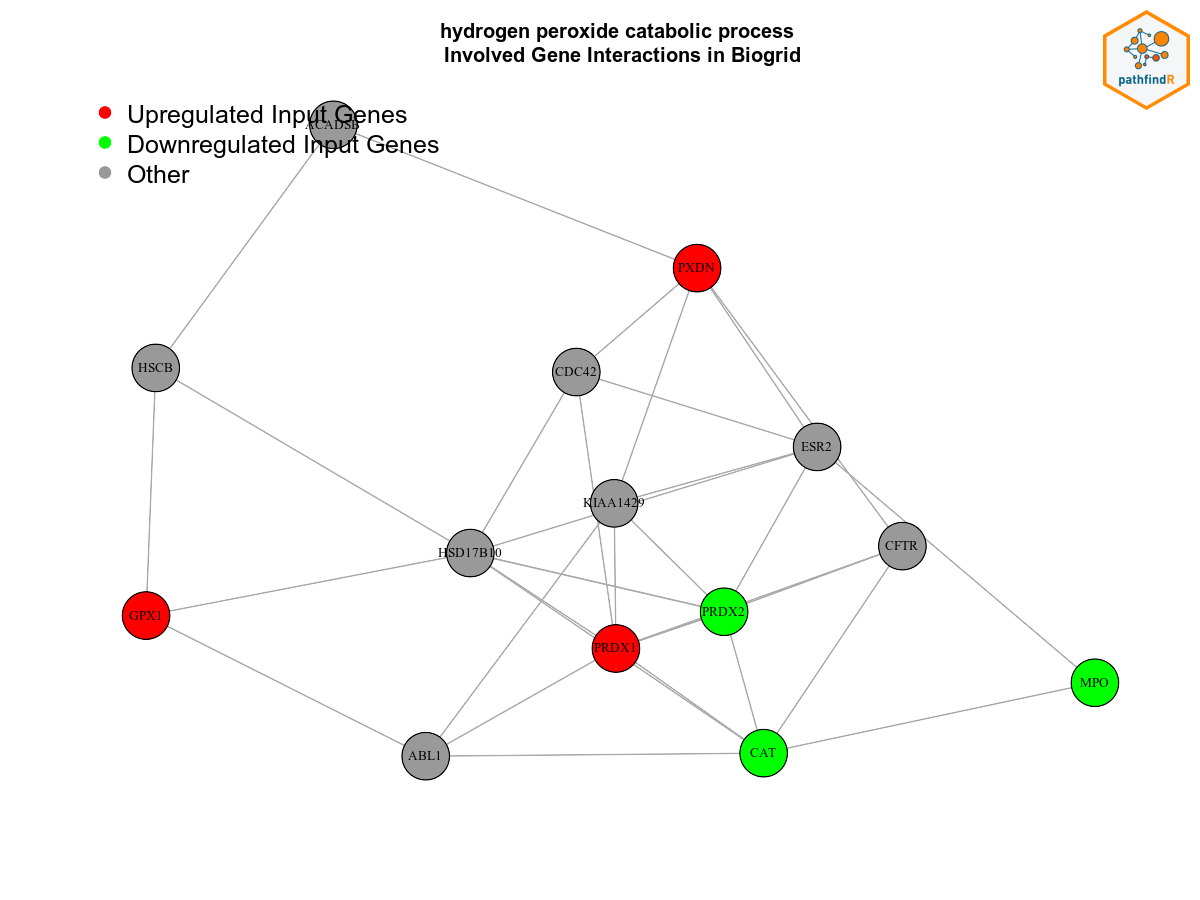 hydrogen peroxide catabolic process
Involved Gene Interactions in Biogrid
pathfindR
Upregulated Input Genes
ACADSB
Downregulated Input Genes
Other
PXDN
HSCB
CDC42
ESR2
KIAA1429
HSD17B10
CFTR
GPX1
PRDX2
PRDX1
MPO
ABL1
CAT